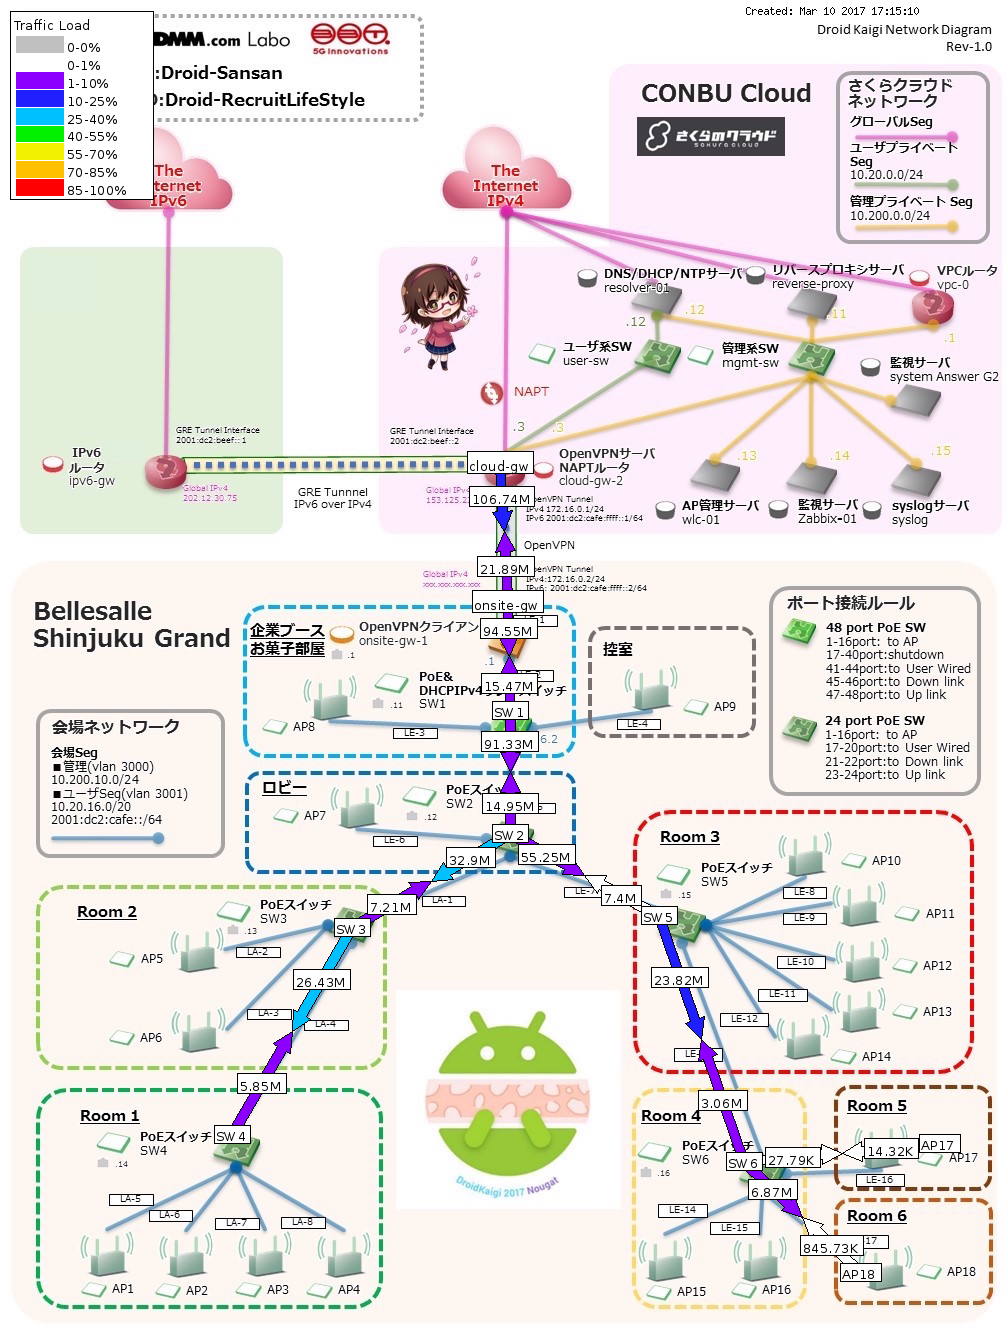 Created: Mar 10 2017 17:15:10
Droid Kaigi Network Diagram
Rev-1.0
Traffic Load
0-0%
0-1%
1-10%
10-25%
25-40%
40-55%
55-70%
70-85%
85-100%
DMM.com Labo
5G innovations
:Droid-Sansan
:Droid-RecruitLifeStyle
The
Internet
IPv6
The
Internet
IPv4
CONBU Cloud
さくらのクラウド
SAKURA CLOUD
さくらクラウド
ネットワーク
グローバルSeg
ユーザプライベート
Seg
10.20.0.0/24
管理プライベート Seg
10.200.0.0/24
DNS/DHCP/NTPサーバ
resolver-01
リバースプロキシサーバ
reverse-proxy
VPCルータ
vpc-0
.12
.12
.11
.1
ユーザ系SW
user-sw
管理系SW
mgmt-sw
監視サーバ
system Answer G2
NAPT
.3
.3
GRE Tunnel Interface
2001:dc2:beef::1
GRE Tunnel Interface
2001:dc2:beef::2
IPv6
ルータ
ipv6-gw
Global IPv4
202.12.30.75
GRE Tunnnel
IPv6 over IPv4
cloud-gw
OpenVPNサーバ
NAPTルータ
cloud-gw-2
Global IPv4
106.74M
OpenVPN Tunnel
IPv4 172.16.0.1/24
IPv6 2001:dc2:cafe:ffff::1/64
.13
.14
.15
AP管理サーバ
wlc-01
監視サーバ
Zabbix-01
syslogサーバ
syslog
OpenVPN
21.89M
Global IPv4
xxx.xxx.xxx.xxx
OpenVPN Tunnel
IPv4:172.16.0.2/24
IPv6: 2001:dc2:cafe:ffff::2/64
Bellesalle
Shinjuku Grand
onsite-gw
企業ブース
お菓子部屋
OpenVPNクライアン
onsite-gw-1
.1
94.55M
.1
PoE&
SW1
.11
15.47M
SW1
AP8
LE-3
91.33M
6.2
控室
LE-4
AP9
ポート接続ルール
48 port PoE SW
1-16port: to AP
17-40port:shutdown
41-44port:to User Wired
45-46port:to Down link
47-48port:to Up link
24 port PoE SW
1-16port: to AP
17-20port:to User Wired
21-22port:to Down link
23-24port:to Up link
会場ネットワーク
会場Seg
■管理(vlan 3000)
10.200.10.0/24
■ユーザSeg(vlan 3001)
10.20.16.0/20
2001:dc2:cafe::/64
ロビー
AP7
PoEスイッ
SW2
.12
14.95M
LE-6
SW2
32.9M
55.25M
7.21M
LA-1
7.4M
Room 2
PoEスイッチ
SW3
.13
SW3
LA-2
AP5
26.43M
LA-3
LA-4
AP6
5.85M
Room 3
PoEスイッチ
SW5
.15
SW5
AP10
LE-8
LE-9
AP11
LE-10
AP12
LE-11
LE-12
AP13
AP14
23.82M
3.06M
Room 1
PoEスイッチ
SW4
.14
SW4
LA-5
LA-6
LA-7
LA-8
AP1
AP2
AP3
AP4
DroidKaigi 2017 Nougat
Room 4
PoEスイッチ
SW6
.16
SW6
27.79K
6.87M
LE-14
LE-15
AP15
AP16
Room 5
14.32K
AP17
AP17
LE-16
Room 6
17
845.73K
AP18
AP18